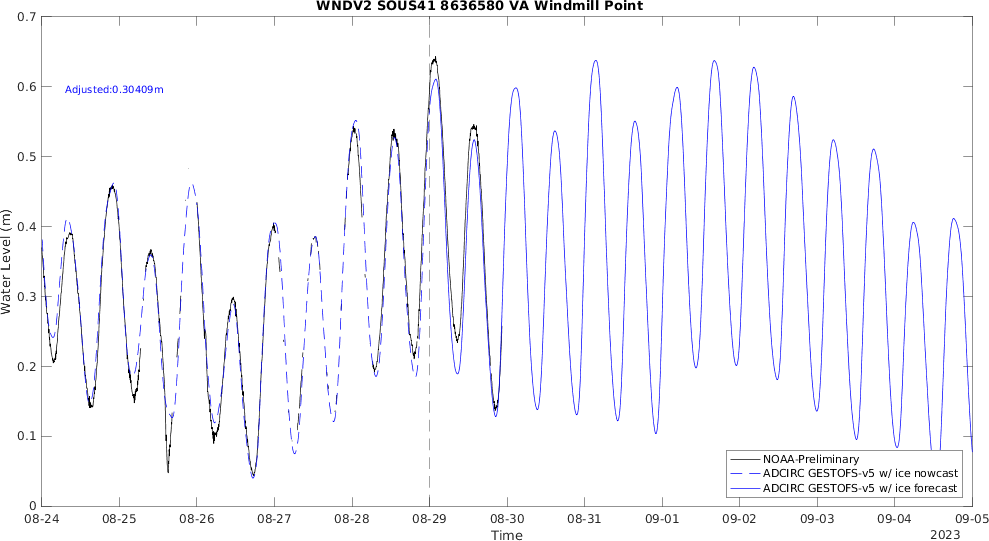 WNDV2 SOUS41 8636580 VA Windmill Point
0.7
0.6
0.5
0.4
0.3
0.2
0.1
0
Water Level (m)
Adjusted:0.30409m
NOAA-Preliminary
ADCIRC GESTOFS-v5 w/ ice nowcast
ADCIRC GESTOFS-v5 w/ ice forecast
08-24 08-25 08-26 08-27 08-28 08-29 08-30 08-31 09-01 09-02 09-03 09-04 09-05
Time
2023